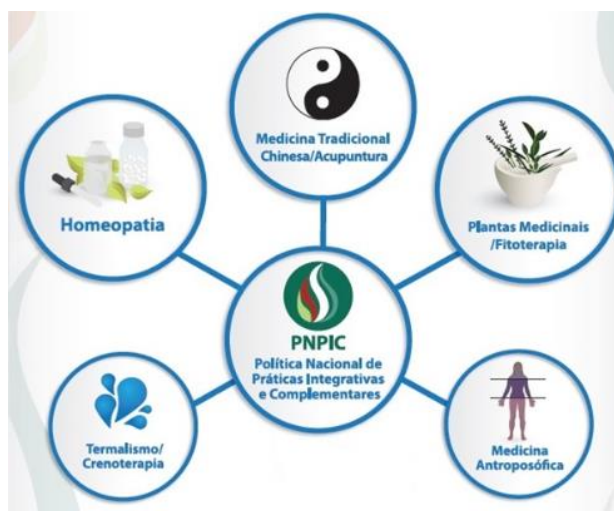 Medicina Tradicional
Chinesa/Acupuntura
Homeopatia
Plantas Medicinais
/Fitoterapia
PNPIC
Política Nacional de
Práticas Integrativas
e Complementares
Termalismo/
Crenoterapia
Medicina
Antroposófica